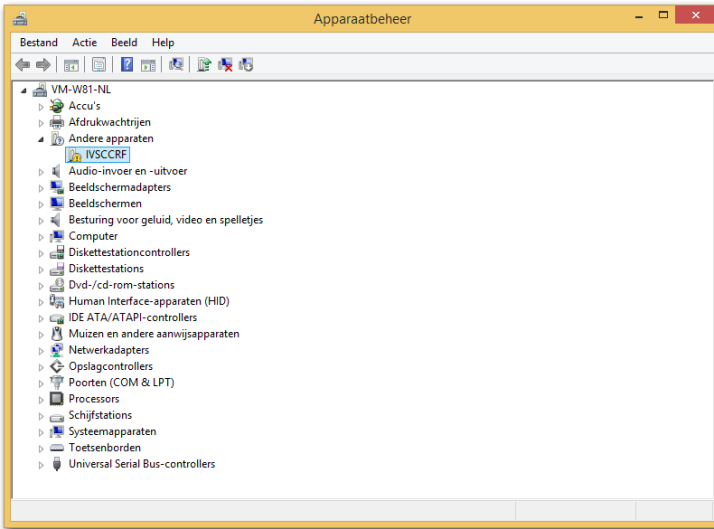 Apparaatbeheer
Bestand Actie Beeld Help
VM-W81-NL
Accu's
Afdrukwachtrijen
Andere apparaten
IVSCCRF
Audio-invoer en -uitvoer
Beeldschermadapters
Beeldschermen
Besturing voor geluid, video en spelletjes
Computer
Diskettestationcontrollers
Diskettestations
Dvd-/cd-rom-stations
Human Interface-apparaten (HID)
IDE ATA/ATAPI-controllers
Muizen en andere aanwijsapparaten
Netwerkadapters
Opslagcontrollers
Poorten (COM & LPT)
Processors
Schijfstations
Systeemapparaten
Toetsenborden
Universal Serial Bus-controllers